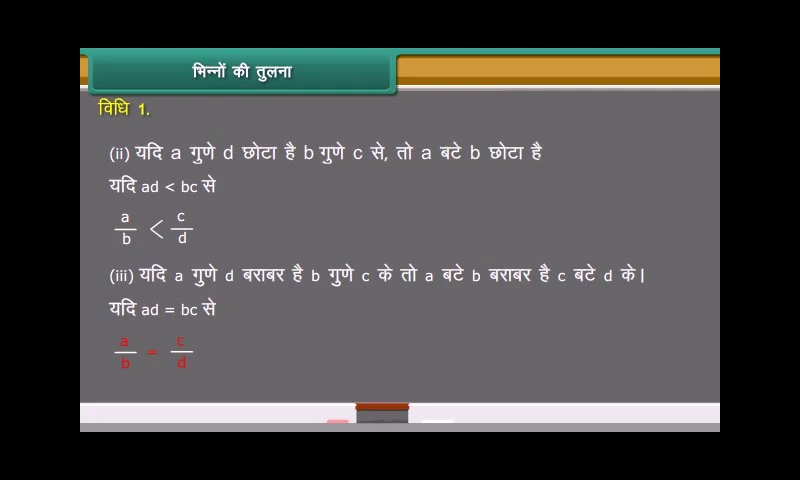 भिन्नों की तुलना
विधि 1.
(ii) यदि a गुणे d छोटा है b गुणे c से, तो a बटे b छोटा है
यदि ad < bc से
a/b < c/d
(iii) यदि a गुणे d बराबर है b गुणे c के तो a बटे b बराबर है c बटे d के।
यदि ad = bc से
a/b = c/d